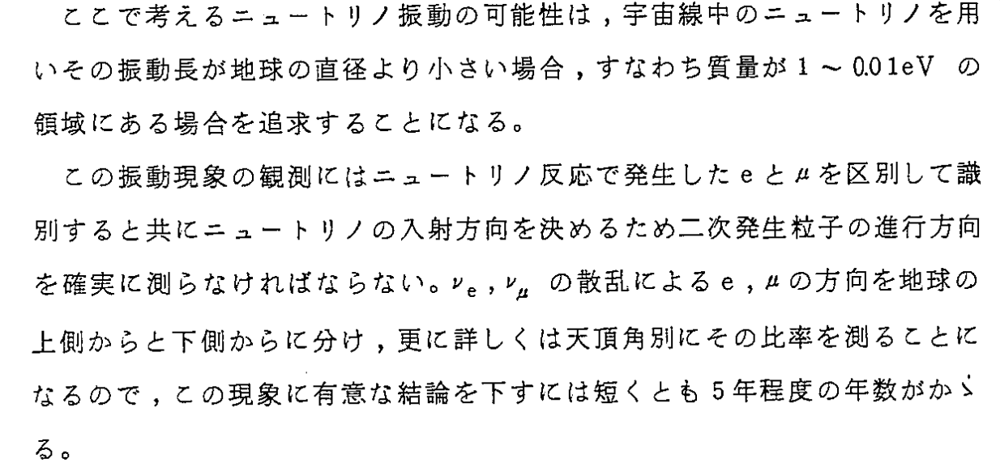 ここで考えるニュートリノ振動の可能性は,宇宙線中のニュートリノを用
いその振動長が地球の直径より小さい場合,すなわち質量が1~0.01eV の
領域にある場合を追求することになる。
この振動現象の観測にはニュートリノ反応で発生したeとμを区別して識
別すると共にニュートリノの入射方向を決めるため二次発生粒子の進行方向
を確実に測らなければならない。νe,νμ の散乱によるe,μの方向を地球の
上側からと下側からに分け,更に詳しくは天頂角別にその比率を測ることに
なるので,この現象に有意な結論を下すには短くとも5年程度の年数がかゝ
る。